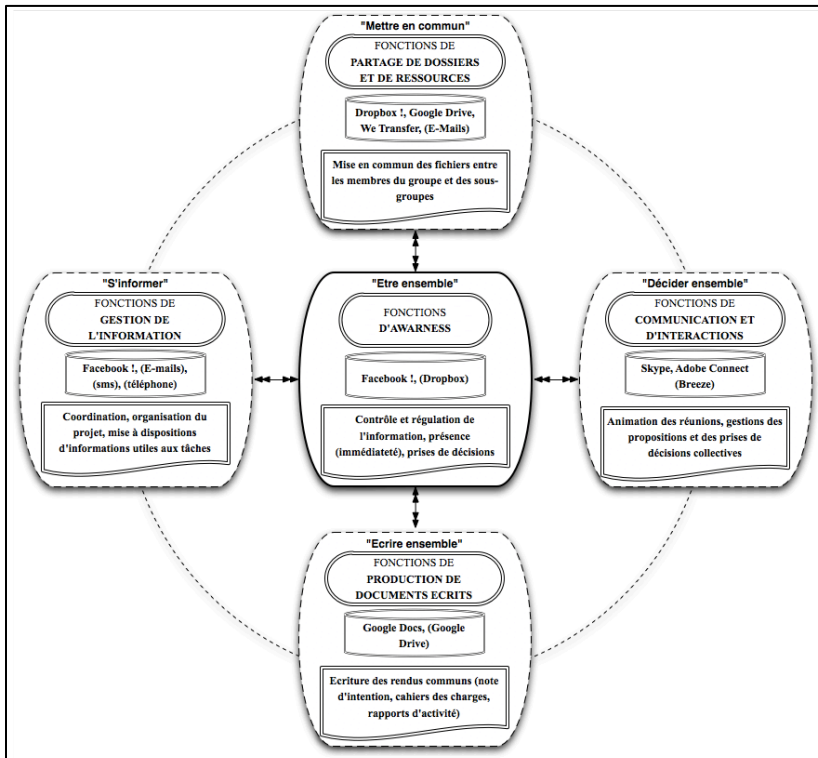 "Mettre en commun"
FONCTIONS DE
PARTAGE DE DOSSIERS
ET DE RESSOURCES
Dropbox !, Google Drive,
We Transfer, (E-Mails)
Mise en commun des fichiers entre
les membres du groupe et des sous-
groupes
"S'informer"
FONCTIONS DE
GESTION DE
L'INFORMATION
Facebook !, (E-mails),
(sms), (téléphone)
Coordination, organisation du
projet, mise à dispositions
d'informations utiles aux tâches
"Etre ensemble"
FONCTIONS
D'AWARNESS
Facebook !, (Dropbox)
Contrôle et régulation de
l'information, présence
(immédiateté), prises de décisions
"Décider ensemble"
FONCTIONS DE
COMMUNICATION ET
D'INTERACTIONS
Skype, Adobe Connect
(Breeze)
Animation des réunions, gestions des
propositions et des prises de
décisions collectives
"Ecrire ensemble"
FONCTIONS DE
PRODUCTION DE
DOCUMENTS ECRITS
Google Docs, (Google
Drive)
Ecriture des rendus communs (note
d'intention, cahiers des charges,
rapports d'activité)